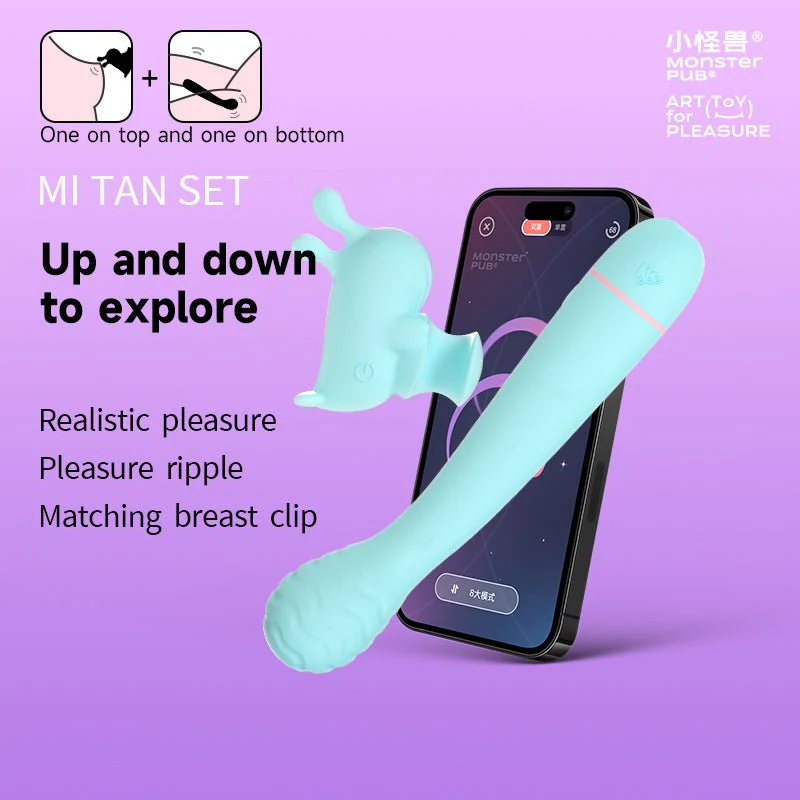 小怪兽®
MONSTER
PUB®
ART (TOY)
for
PLEASURE
+
One on top and one on bottom
MI TAN SET
Up and down
to explore
Realistic pleasure
Pleasure ripple
Matching breast clip
68
MONSTER
PUB®
8大模式